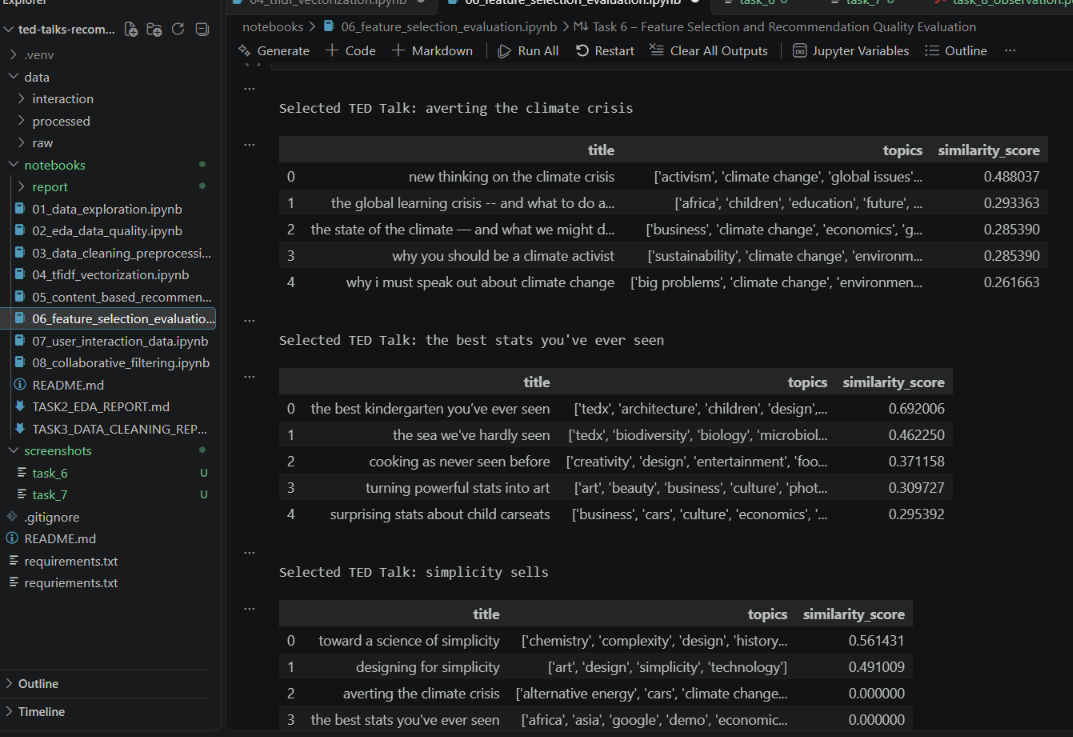 Explorer
04_tfidf_vectorization.ipynb
06_feature_selection_evaluation.ipynb
task_6 U
task_7 U
task_8_observation.p
ted-talks-recom...
notebooks > 06_feature_selection_evaluation.ipynb > M↓ Task 6 – Feature Selection and Recommendation Quality Evaluation
Generate + Code + Markdown Run All Restart Clear All Outputs Jupyter Variables Outline ...
.venv
data
interaction
processed
raw
notebooks
report
01_data_exploration.ipynb
02_eda_data_quality.ipynb
03_data_cleaning_preprocessi...
04_tfidf_vectorization.ipynb
05_content_based_recommen...
06_feature_selection_evaluatio...
07_user_interaction_data.ipynb
08_collaborative_filtering.ipynb
README.md
TASK2_EDA_REPORT.md
TASK3_DATA_CLEANING_REP...
screenshots
task_6 U
task_7 U
.gitignore
README.md
requirements.txt
requriements.txt
Outline
Timeline
...
Selected TED Talk: averting the climate crisis
...
title topics similarity_score
0 new thinking on the climate crisis ['activism', 'climate change', 'global issues'... 0.488037
1 the global learning crisis -- and what to do a... ['africa', 'children', 'education', 'future', ... 0.293363
2 the state of the climate — and what we might d... ['business', 'climate change', 'economics', 'g... 0.285390
3 why you should be a climate activist ['sustainability', 'climate change', 'environm... 0.285390
4 why i must speak out about climate change ['big problems', 'climate change', 'environmen... 0.261663
...
Selected TED Talk: the best stats you've ever seen
...
title topics similarity_score
0 the best kindergarten you’ve ever seen ['tedx', 'architecture', 'children', 'design',... 0.692006
1 the sea we've hardly seen ['tedx', 'biodiversity', 'biology', 'microbiol... 0.462250
2 cooking as never seen before ['creativity', 'design', 'entertainment', 'foo... 0.371158
3 turning powerful stats into art ['art', 'beauty', 'business', 'culture', 'phot... 0.309727
4 surprising stats about child carseats ['business', 'cars', 'culture', 'economics', '... 0.295392
...
Selected TED Talk: simplicity sells
...
title topics similarity_score
0 toward a science of simplicity ['chemistry', 'complexity', 'design', 'history... 0.561431
1 designing for simplicity ['art', 'design', 'simplicity', 'technology'] 0.491009
2 averting the climate crisis ['alternative energy', 'cars', 'climate change... 0.000000
3 the best stats you've ever seen ['africa', 'asia', 'google', 'demo', 'economic... 0.000000